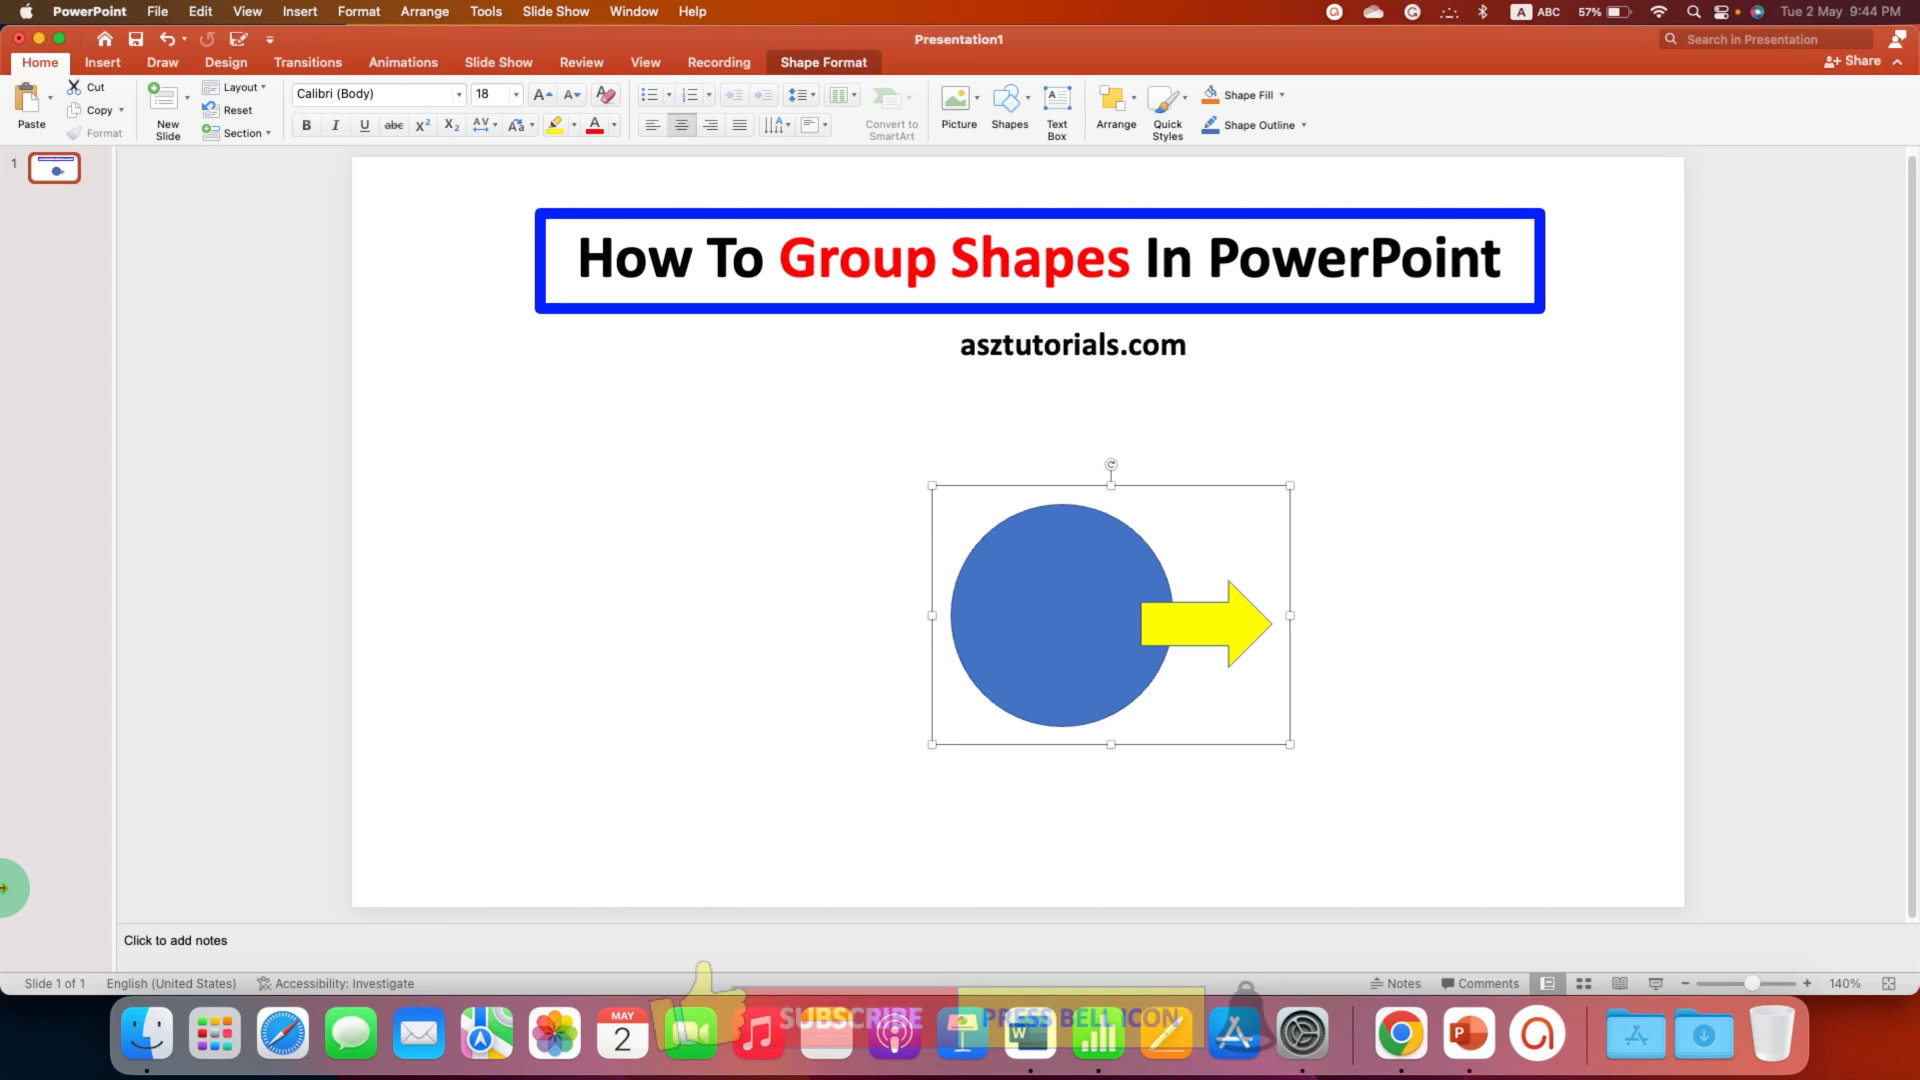 PowerPoint File Edit View Insert Format Arrange Tools Slide Show Window Help A ABC 57% Tue 2 May 9:44 PM
Presentation1 Search in Presentation
Home Insert Draw Design Transitions Animations Slide Show Review View Recording Shape Format Share
Paste Cut Copy Format
New Slide Layout Reset Section
Calibri (Body) 18
B I U abc X² X₂ AV Aa A
Convert to SmartArt
Picture Shapes Text Box Arrange Quick Styles Shape Fill Shape Outline
1
How To Group Shapes In PowerPoint
asztutorials.com
Click to add notes
Slide 1 of 1 English (United States) Accessibility: Investigate Notes Comments 140%
SUBSCRIBE PRESS BELL ICON
MAY
2